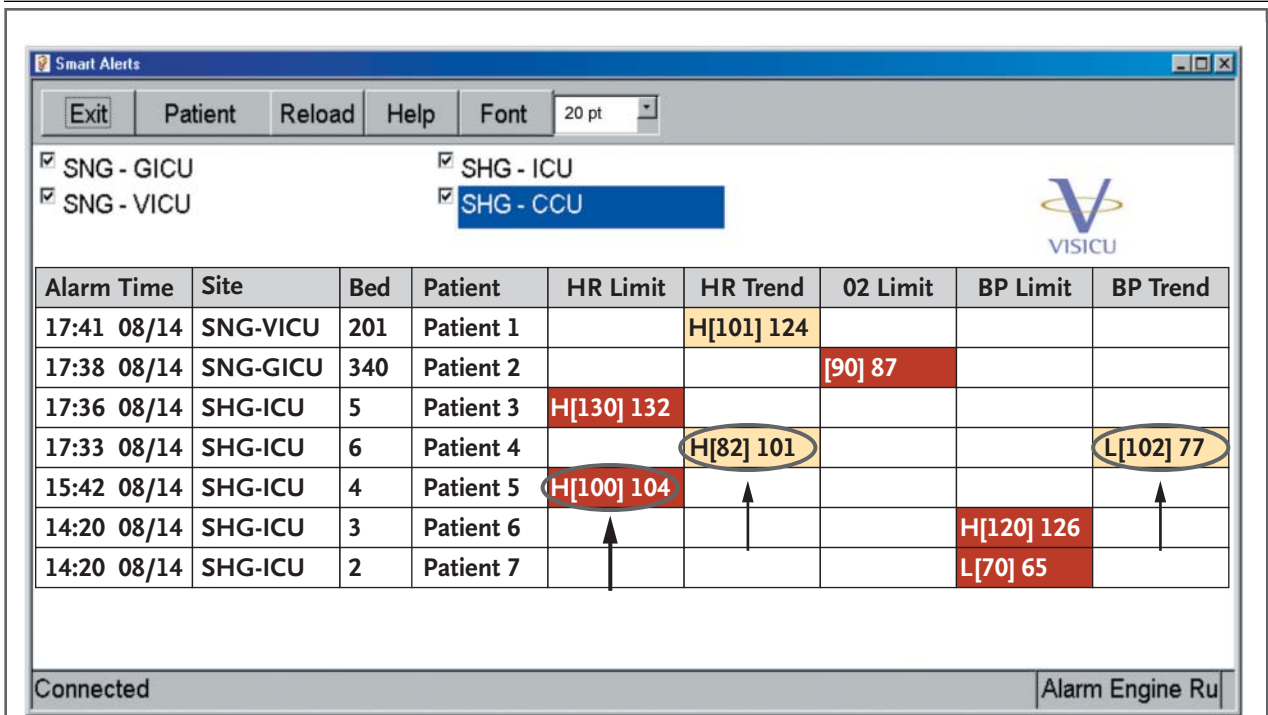 Smart Alerts
Exit Patient Reload Help Font 20 pt
SNG - GICU SHG - ICU
SNG - VICU SHG - CCU
VISICU
Alarm Time Site Bed Patient HR Limit HR Trend 02 Limit BP Limit BP Trend
17:41 08/14 SNG-VICU 201 Patient 1 H[101] 124
17:38 08/14 SNG-GICU 340 Patient 2 [90] 87
17:36 08/14 SHG-ICU 5 Patient 3 H[130] 132
17:33 08/14 SHG-ICU 6 Patient 4 H[82] 101 L[102] 77
15:42 08/14 SHG-ICU 4 Patient 5 H[100] 104
14:20 08/14 SHG-ICU 3 Patient 6 H[120] 126
14:20 08/14 SHG-ICU 2 Patient 7 L[70] 65
Connected Alarm Engine Ru